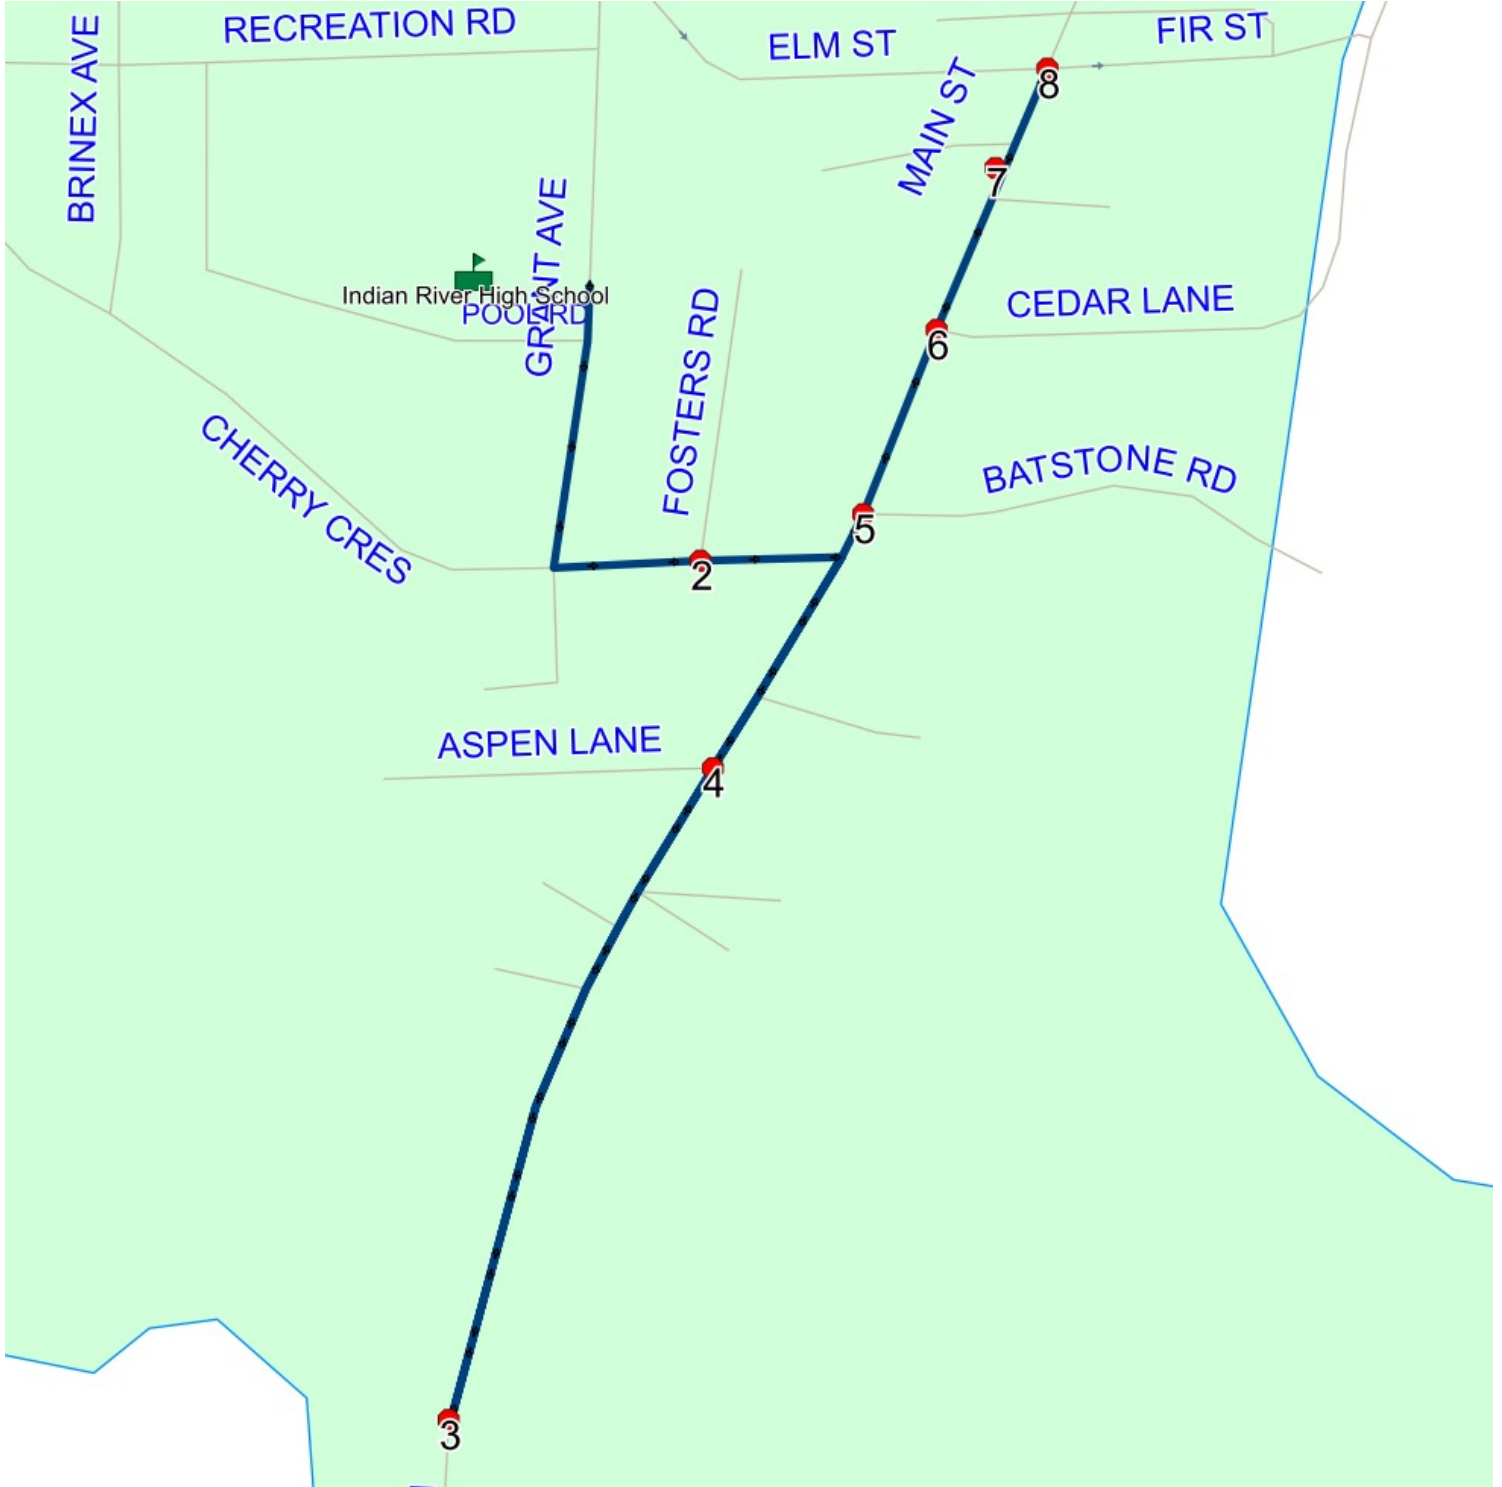 RECREATION RD
BRINEX AVE
ELM ST
FIR ST
MAIN ST
8
7
GRANT AVE
Indian River High School
POOL RD
FOSTERS RD
CEDAR LANE
6
CHERRY CRES
BATSTONE RD
5
2
ASPEN LANE
4
3